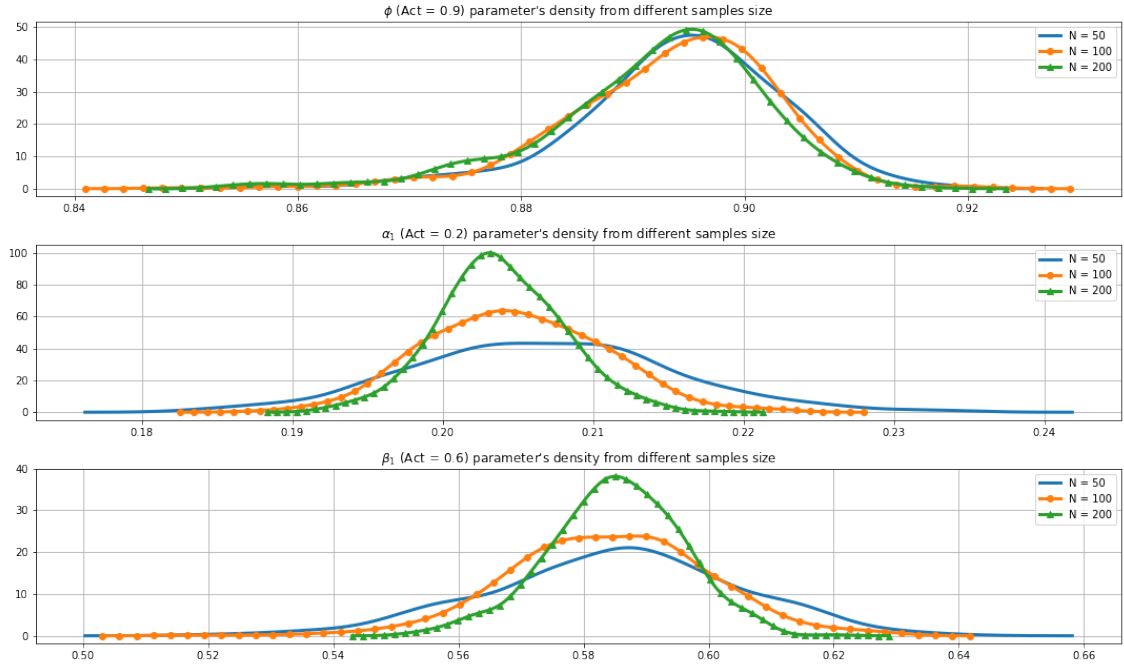 ϕ (Act = 0.9) parameter's density from different samples size
50
40
30
20
10
0
N = 50
N = 100
N = 200
0.84 0.86 0.88 0.90 0.92
α₁ (Act = 0.2) parameter's density from different samples size
100
80
60
40
20
0
N = 50
N = 100
N = 200
0.18 0.19 0.20 0.21 0.22 0.23 0.24
β₁ (Act = 0.6) parameter's density from different samples size
40
30
20
10
0
N = 50
N = 100
N = 200
0.50 0.52 0.54 0.56 0.58 0.60 0.62 0.64 0.66